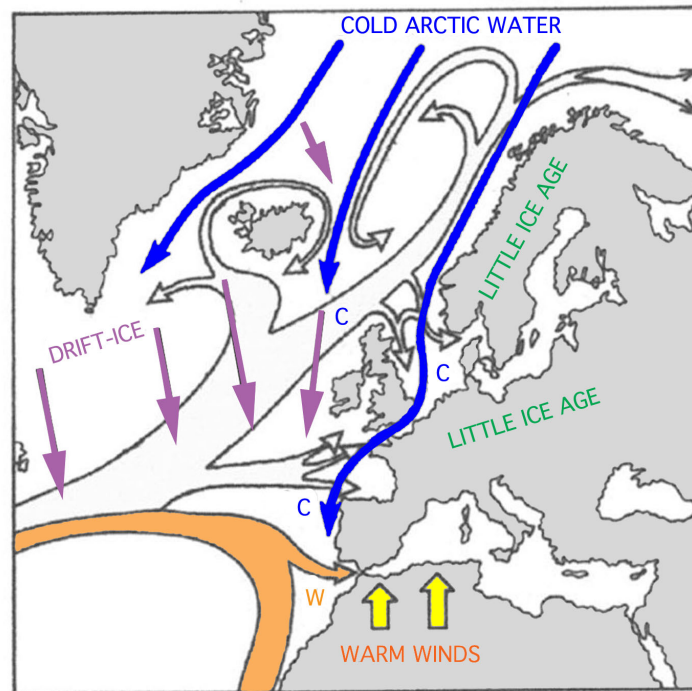 COLD ARCTIC WATER
LITTLE ICE AGE
C
DRIFT-ICE
C
LITTLE ICE AGE
C
W
WARM WINDS